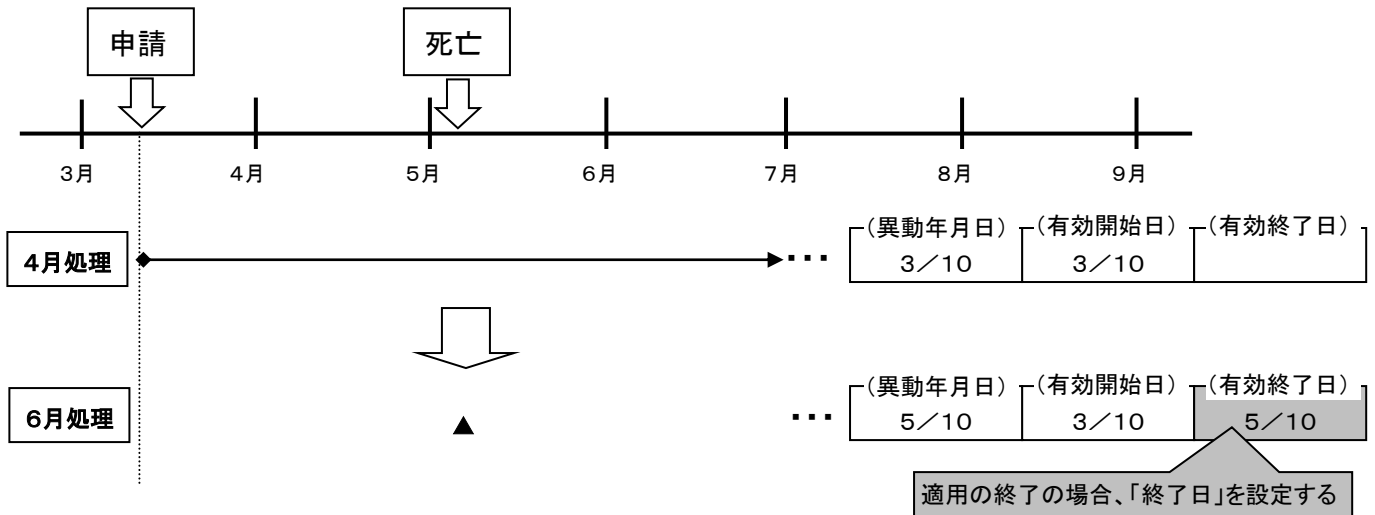 申請
死亡
3月
4月
5月
6月
7月
8月
9月
4月処理
･･･
（異動年月日）
（有効開始日）
（有効終了日）
3／10
3／10
6月処理
･･･
（異動年月日）
（有効開始日）
（有効終了日）
5／10
3／10
5／10
適用の終了の場合、「終了日」を設定する